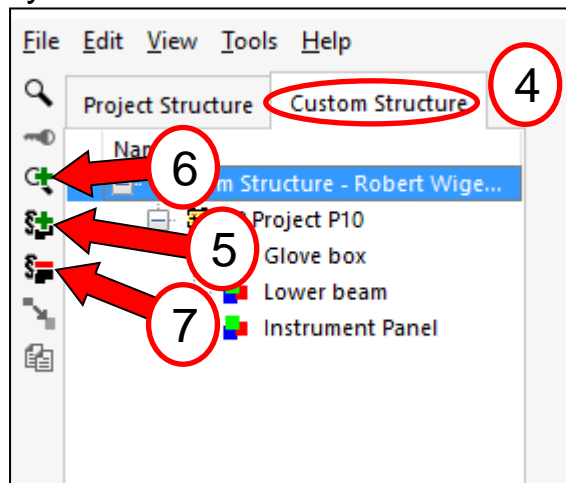 File Edit View Tools Help
Project Structure Custom Structure 4
6
Structure - Robert Wige...
Project P10
5 Glove box
Lower beam
7 Instrument Panel